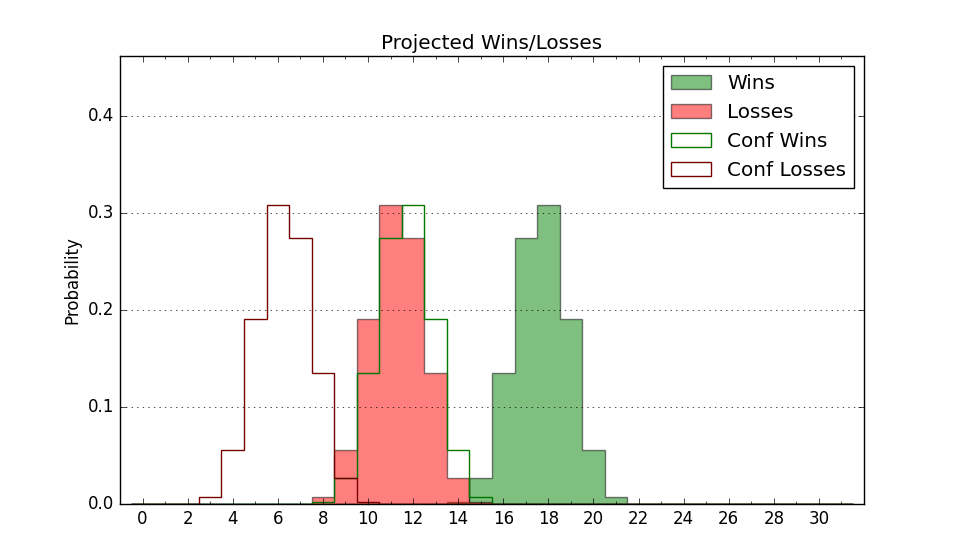 Projected Wins/Losses
Wins
Losses
Conf Wins
Conf Losses
Probability
0.4
0.3
0.2
0.1
0.0
0 2 4 6 8 10 12 14 16 18 20 22 24 26 28 30